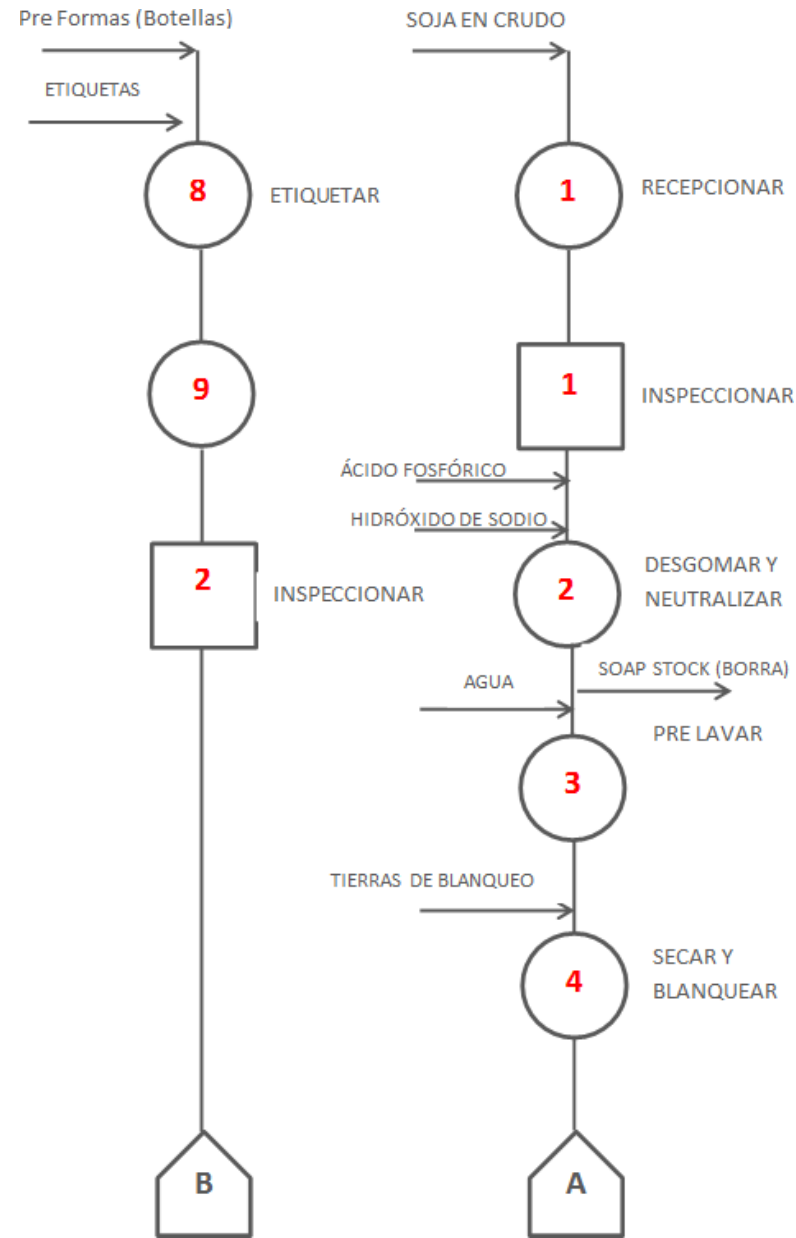 Pre Formas (Botellas)
ETIQUETAS
8
ETIQUETAR
9
2
INSPECCIONAR
B
SOJA EN CRUDO
1
RECEPCIONAR
1
INSPECCIONAR
ÁCIDO FOSFÓRICO
HIDRÓXIDO DE SODIO
2
DESGOMAR Y
NEUTRALIZAR
SOAP STOCK (BORRA)
AGUA
PRE LAVAR
3
TIERRAS DE BLANQUEO
4
SECAR Y
BLANQUEAR
A